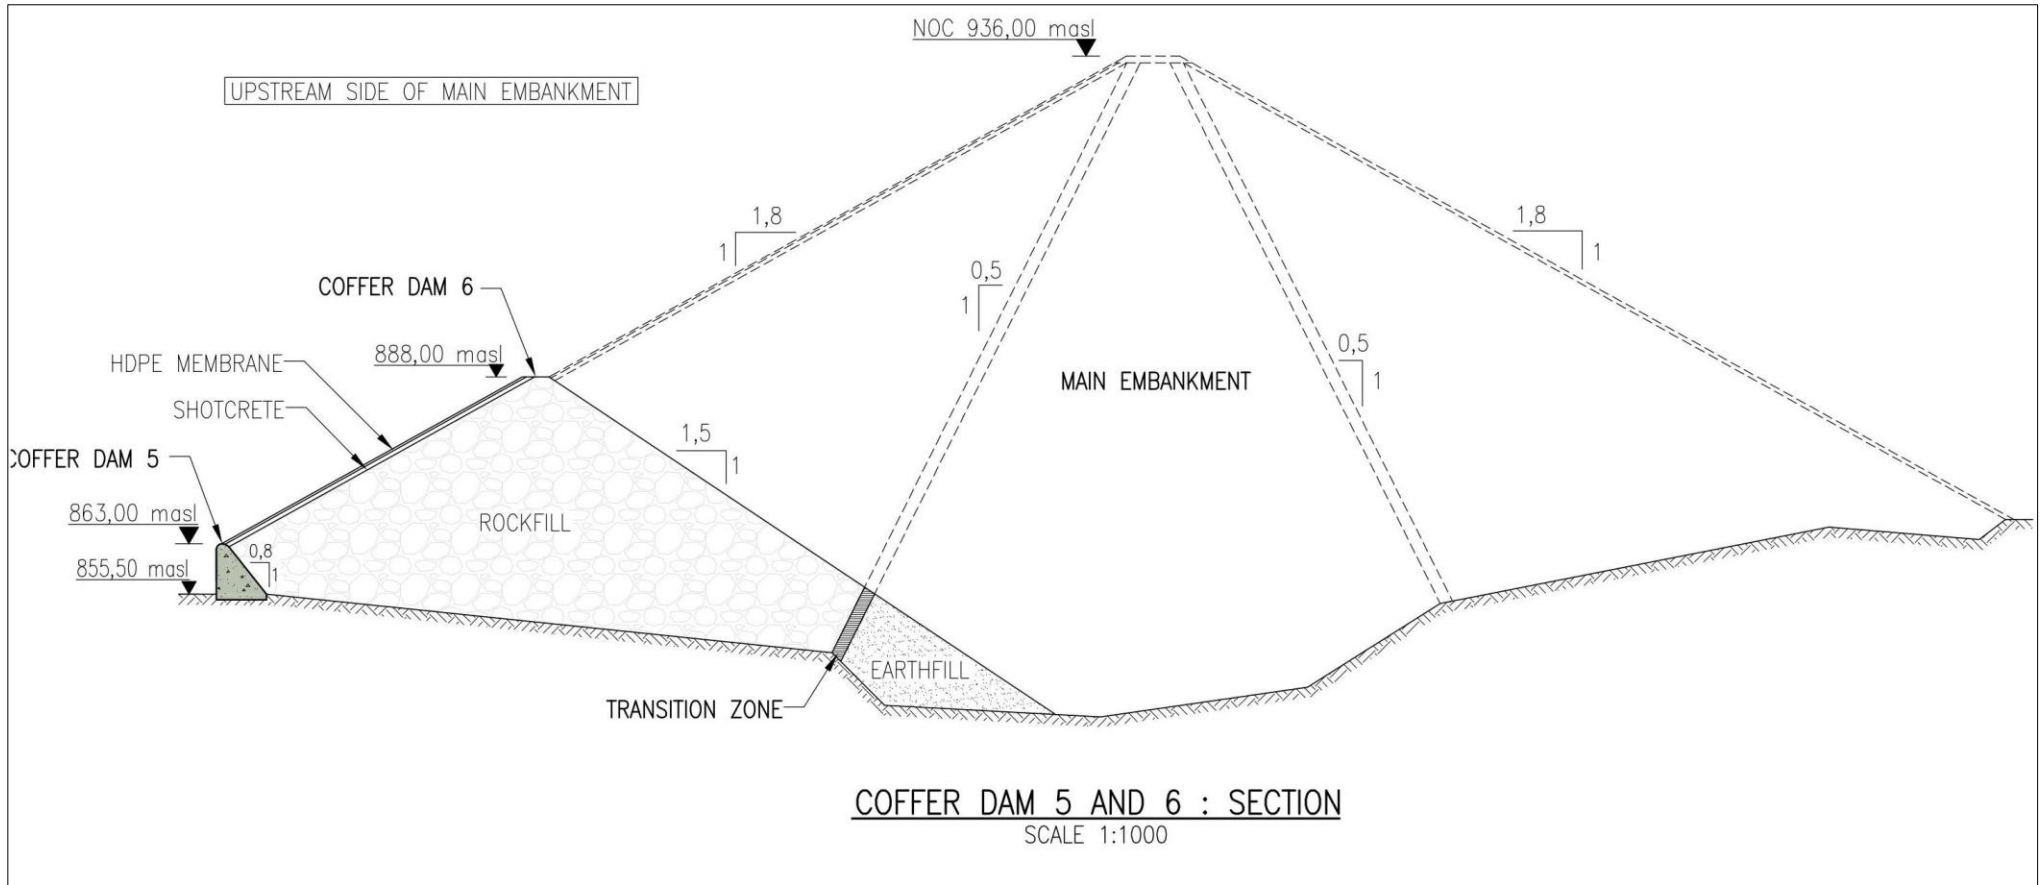 NOC 936,00 masl
UPSTREAM SIDE OF MAIN EMBANKMENT
1,8
1
1,8
1
0,5
1
COFFER DAM 6
888,00 masl
HDPE MEMBRANE
SHOTCRETE
0,5
1
MAIN EMBANKMENT
1,5
1
COFFER DAM 5
863,00 masl
ROCKFILL
0,8
1
855,50 masl
EARTHFILL
TRANSITION ZONE
COFFER DAM 5 AND 6 : SECTION
SCALE 1:1000